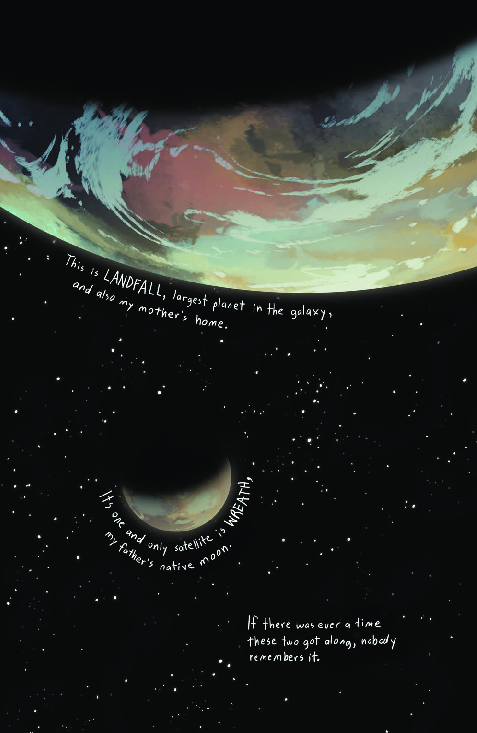 This is LANDFALL, largest planet in the galaxy,
and also my mother's home.
It's one and only satellite is WREATH,
my father's native moon.
If there was ever a time
these two got along, nobody
remembers it.